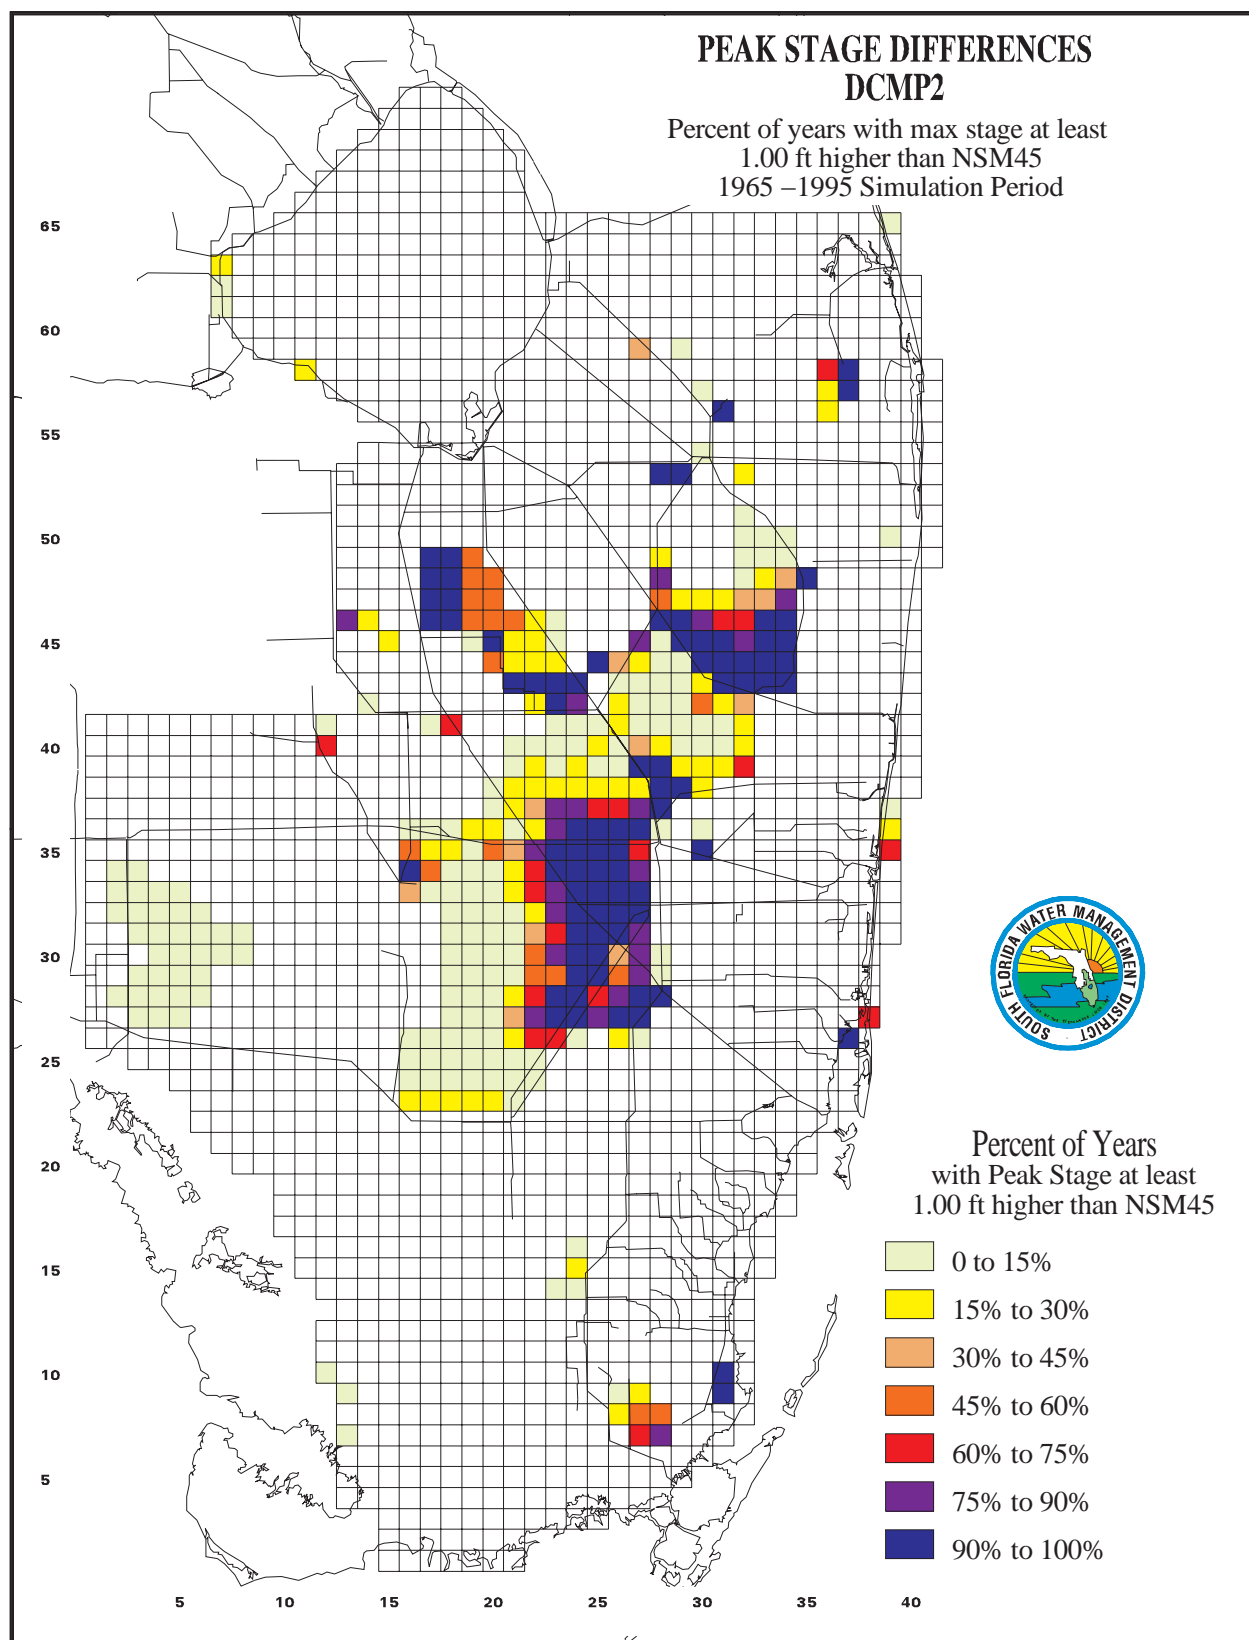 PEAK STAGE DIFFERENCES
DCMP2
Percent of years with max stage at least
1.00 ft higher than NSM45
1965 –1995 Simulation Period
65
60
55
50
45
40
35
30
25
20
15
10
5
SOUTH FLORIDA WATER MANAGEMENT DISTRICT
Percent of Years
with Peak Stage at least
1.00 ft higher than NSM45
0 to 15%
15% to 30%
30% to 45%
45% to 60%
60% to 75%
75% to 90%
90% to 100%
5 10 15 20 25 30 35 40